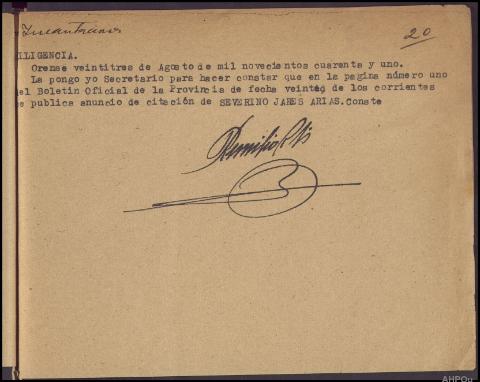 20
ILIGENCIA.
Orense veintitres de Agosto de mil novecientos cuarenta y uno.
La pongo yo Secretario para hacer constar que en la pagina número uno
el Boletin Oficial de la Provincia de fecha veinte de los corrientes
e publica anuncio de citación de SEVERINO JARES ARIAS.Conste
AHPOu